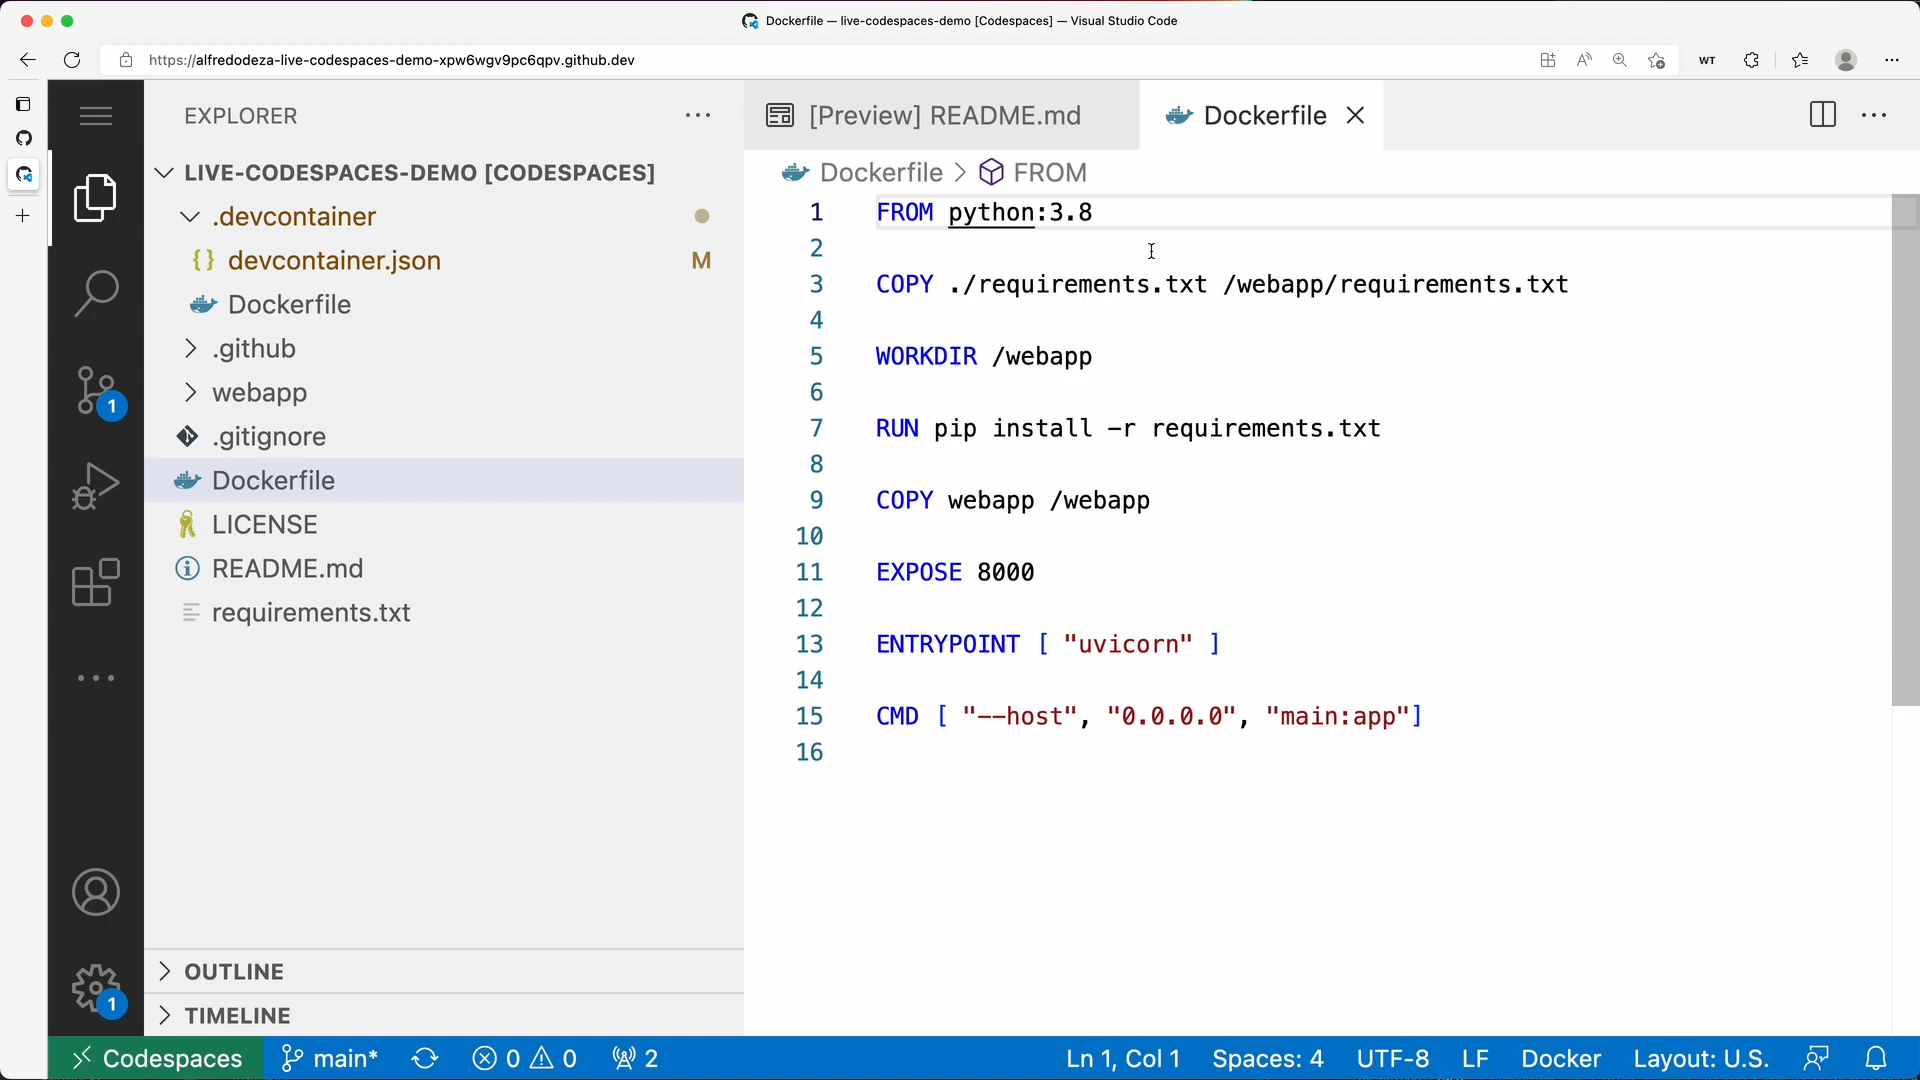 Dockerfile — live-codespaces-demo [Codespaces] — Visual Studio Code
https://alfredodeza-live-codespaces-demo-xpw6wgv9pc6qpv.github.dev
WT
EXPLORER
LIVE-CODESPACES-DEMO [CODESPACES]
.devcontainer
{} devcontainer.json M
Dockerfile
.github
webapp
.gitignore
Dockerfile
LICENSE
README.md
requirements.txt
OUTLINE
TIMELINE
1
1
[Preview] README.md
Dockerfile
Dockerfile > FROM
1 FROM python:3.8
2
3 COPY ./requirements.txt /webapp/requirements.txt
4
5 WORKDIR /webapp
6
7 RUN pip install -r requirements.txt
8
9 COPY webapp /webapp
10
11 EXPOSE 8000
12
13 ENTRYPOINT [ "uvicorn" ]
14
15 CMD [ "--host", "0.0.0.0", "main:app"]
16
Codespaces main* 0 0 2 Ln 1, Col 1 Spaces: 4 UTF-8 LF Docker Layout: U.S.